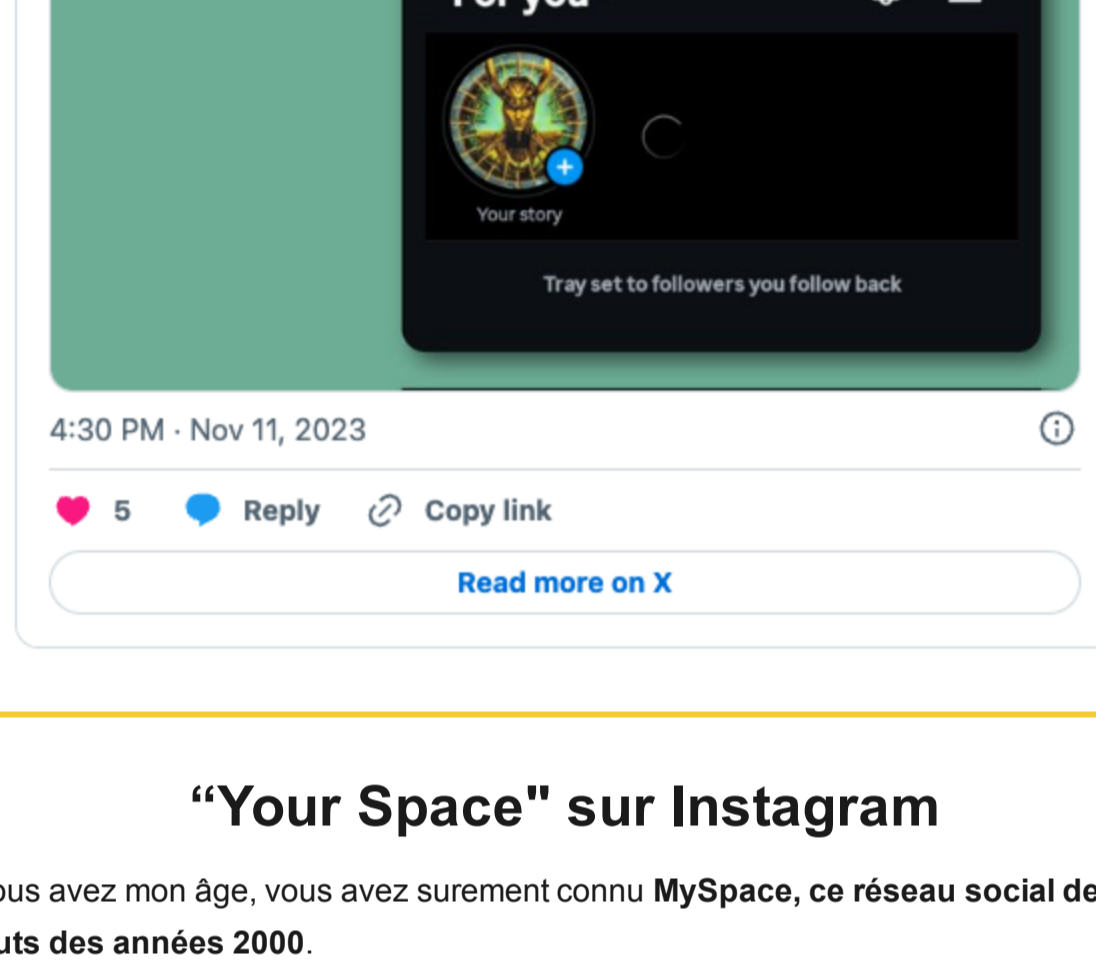 For you
Your story
Tray set to followers you follow back
4:30 PM · Nov 11, 2023
5 Reply Copy link
Read more on X
“Your Space" sur Instagram
ous avez mon âge, vous avez surement connu MySpace, ce réseau social de
uts des années 2000.